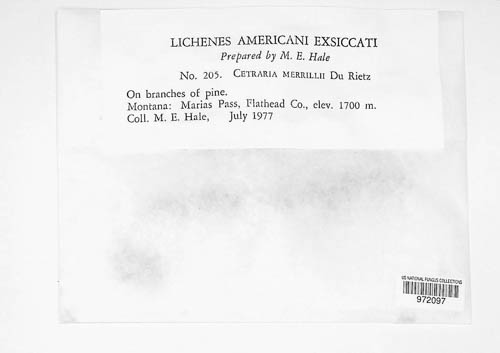 LICHENES AMERICANI EXSICCATI
Prepared by M. E. Hale
No. 205. CETRARIA MERRILLII Du Rietz
On branches of pine.
Montana: Marias Pass, Flathead Co., elev. 1700 m.
Coll. M. E. Hale, July 1977
US NATIONAL FUNGUS COLLECTIONS
972097